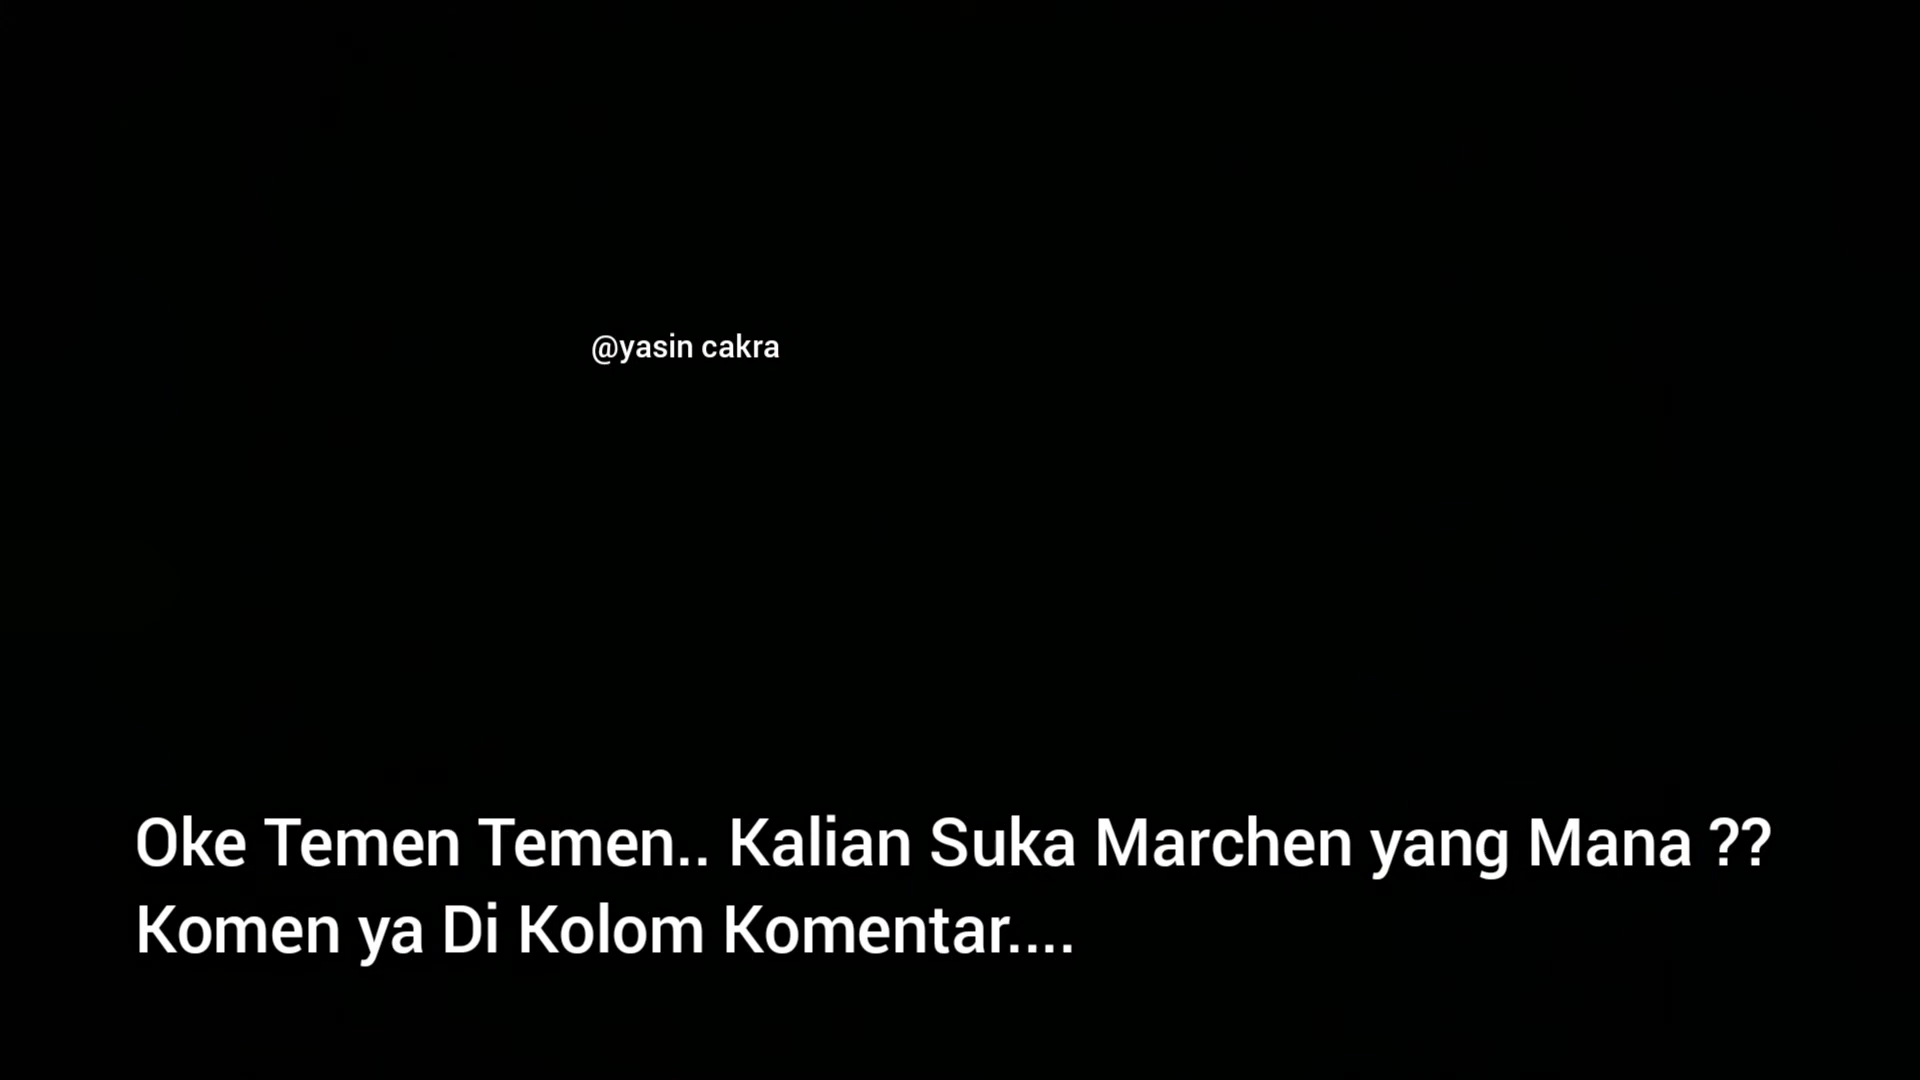 @yasin cakra
Oke Temen Temen.. Kalian Suka Marchen yang Mana ??
Komen ya Di Kolom Komentar....